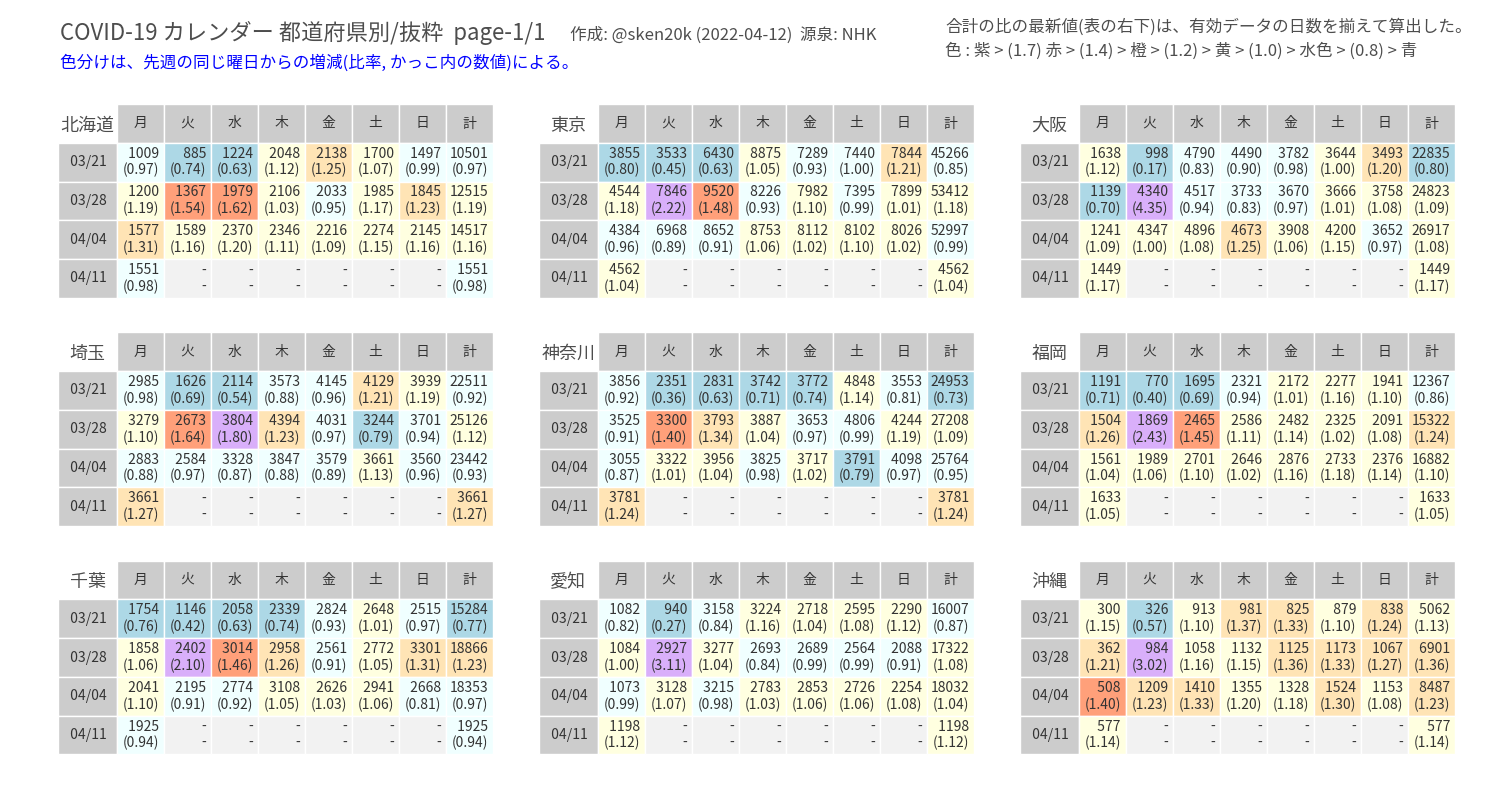 COVID-19 カレンダー 都道府県別/抜粋 page-1/1 作成: @sken20k (2022-04-12) 源泉: NHK
色分けは、先週の同じ曜日からの増減(比率, かっこ内の数値)による。
合計の比の最新値(表の右下)は、有効データの日数を揃えて算出した。
色 : 紫 > (1.7) 赤 > (1.4) > 橙 > (1.2) > 黄 > (1.0) > 水色 > (0.8) > 青
北海道 月 火 水 木 金 土 日 計
03/21 1009 885 1224 2048 2138 1700 1497 10501
(0.97) (0.74) (0.63) (1.12) (1.25) (1.07) (0.99) (0.97)
03/28 1200 1367 1979 2106 2033 1985 1845 12515
(1.19) (1.54) (1.62) (1.03) (0.95) (1.17) (1.23) (1.19)
04/04 1577 1589 2370 2346 2216 2274 2145 14517
(1.31) (1.16) (1.20) (1.11) (1.09) (1.15) (1.16) (1.16)
04/11 1551 - - - - - - 1551
(0.98) - - - - - - (0.98)
東京 月 火 水 木 金 土 日 計
03/21 3855 3533 6430 8875 7289 7440 7844 45266
(0.80) (0.45) (0.63) (1.05) (0.93) (1.00) (1.21) (0.85)
03/28 4544 7846 9520 8226 7982 7395 7899 53412
(1.18) (2.22) (1.48) (0.93) (1.10) (0.99) (1.01) (1.18)
04/04 4384 6968 8652 8753 8112 8102 8026 52997
(0.96) (0.89) (0.91) (1.06) (1.02) (1.10) (1.02) (0.99)
04/11 4562 - - - - - - 4562
(1.04) - - - - - - (1.04)
大阪 月 火 水 木 金 土 日 計
03/21 1638 998 4790 4490 3782 3644 3493 22835
(1.12) (0.17) (0.83) (0.90) (0.98) (1.00) (1.20) (0.80)
03/28 1139 4340 4517 3733 3670 3666 3758 24823
(0.70) (4.35) (0.94) (0.83) (0.97) (1.01) (1.08) (1.09)
04/04 1241 4347 4896 4673 3908 4200 3652 26917
(1.09) (1.00) (1.08) (1.25) (1.06) (1.15) (0.97) (1.08)
04/11 1449 - - - - - - 1449
(1.17) - - - - - - (1.17)
埼玉 月 火 水 木 金 土 日 計
03/21 2985 1626 2114 3573 4145 4129 3939 22511
(0.98) (0.69) (0.54) (0.88) (0.96) (1.21) (1.19) (0.92)
03/28 3279 2673 3804 4394 4031 3244 3701 25126
(1.10) (1.64) (1.80) (1.23) (0.97) (0.79) (0.94) (1.12)
04/04 2883 2584 3328 3847 3579 3661 3560 23442
(0.88) (0.97) (0.87) (0.88) (0.89) (1.13) (0.96) (0.93)
04/11 3661 - - - - - - 3661
(1.27) - - - - - - (1.27)
神奈川 月 火 水 木 金 土 日 計
03/21 3856 2351 2831 3742 3772 4848 3553 24953
(0.92) (0.36) (0.63) (0.71) (0.74) (1.14) (0.81) (0.73)
03/28 3525 3300 3793 3887 3653 4806 4244 27208
(0.91) (1.40) (1.34) (1.04) (0.97) (0.99) (1.19) (1.09)
04/04 3055 3322 3956 3825 3717 3791 4098 25764
(0.87) (1.01) (1.04) (0.98) (1.02) (0.79) (0.97) (0.95)
04/11 3781 - - - - - - 3781
(1.24) - - - - - - (1.24)
福岡 月 火 水 木 金 土 日 計
03/21 1191 770 1695 2321 2172 2277 1941 12367
(0.71) (0.40) (0.69) (0.94) (1.01) (1.16) (1.10) (0.86)
03/28 1504 1869 2465 2586 2482 2325 2091 15322
(1.26) (2.43) (1.45) (1.11) (1.14) (1.02) (1.08) (1.24)
04/04 1561 1989 2701 2646 2876 2733 2376 16882
(1.04) (1.06) (1.10) (1.02) (1.16) (1.18) (1.14) (1.10)
04/11 1633 - - - - - - 1633
(1.05) - - - - - - (1.05)
千葉 月 火 水 木 金 土 日 計
03/21 1754 1146 2058 2339 2824 2648 2515 15284
(0.76) (0.42) (0.63) (0.74) (0.93) (1.01) (0.97) (0.77)
03/28 1858 2402 3014 2958 2561 2772 3301 18866
(1.06) (2.10) (1.46) (1.26) (0.91) (1.05) (1.31) (1.23)
04/04 2041 2195 2774 3108 2626 2941 2668 18353
(1.10) (0.91) (0.92) (1.05) (1.03) (1.06) (0.81) (0.97)
04/11 1925 - - - - - - 1925
(0.94) - - - - - - (0.94)
愛知 月 火 水 木 金 土 日 計
03/21 1082 940 3158 3224 2718 2595 2290 16007
(0.82) (0.27) (0.84) (1.16) (1.04) (1.08) (1.12) (0.87)
03/28 1084 2927 3277 2693 2689 2564 2088 17322
(1.00) (3.11) (1.04) (0.84) (0.99) (0.99) (0.91) (1.08)
04/04 1073 3128 3215 2783 2853 2726 2254 18032
(0.99) (1.07) (0.98) (1.03) (1.06) (1.06) (1.08) (1.04)
04/11 1198 - - - - - - 1198
(1.12) - - - - - - (1.12)
沖縄 月 火 水 木 金 土 日 計
03/21 300 326 913 981 825 879 838 5062
(1.15) (0.57) (1.10) (1.37) (1.33) (1.10) (1.24) (1.13)
03/28 362 984 1058 1132 1125 1173 1067 6901
(1.21) (3.02) (1.16) (1.15) (1.36) (1.33) (1.27) (1.36)
04/04 508 1209 1410 1355 1328 1524 1153 8487
(1.40) (1.23) (1.33) (1.20) (1.18) (1.30) (1.08) (1.23)
04/11 577 - - - - - - 577
(1.14) - - - - - - (1.14)